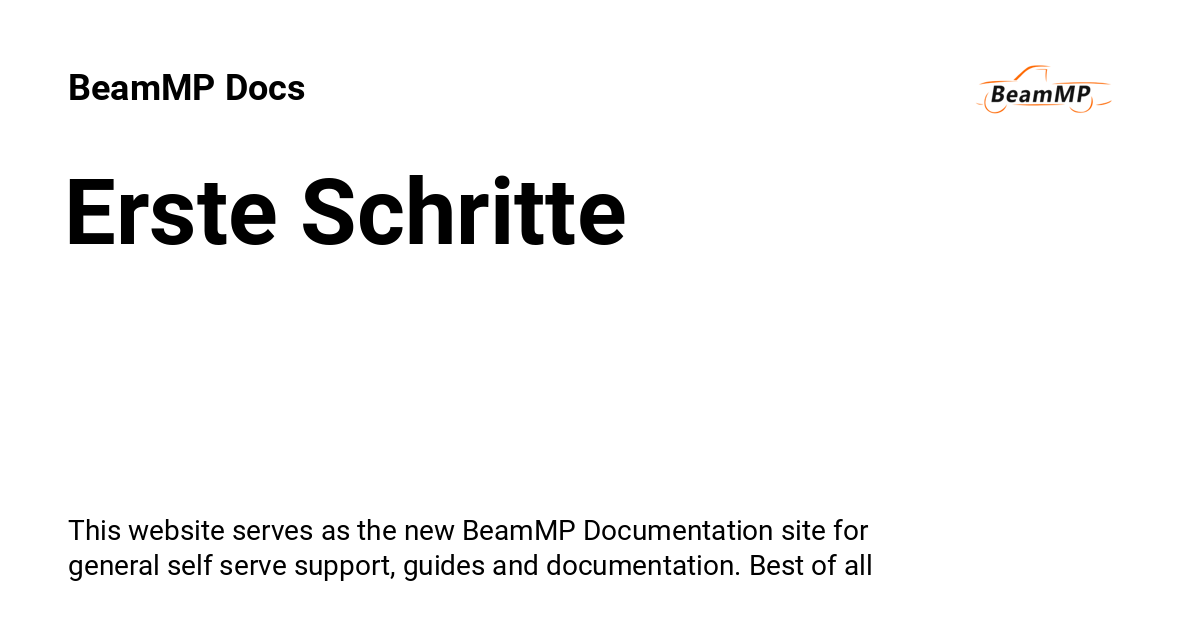 BeamMP Docs
BeamMP
Erste Schritte
This website serves as the new BeamMP Documentation site for
general self serve support, guides and documentation. Best of all